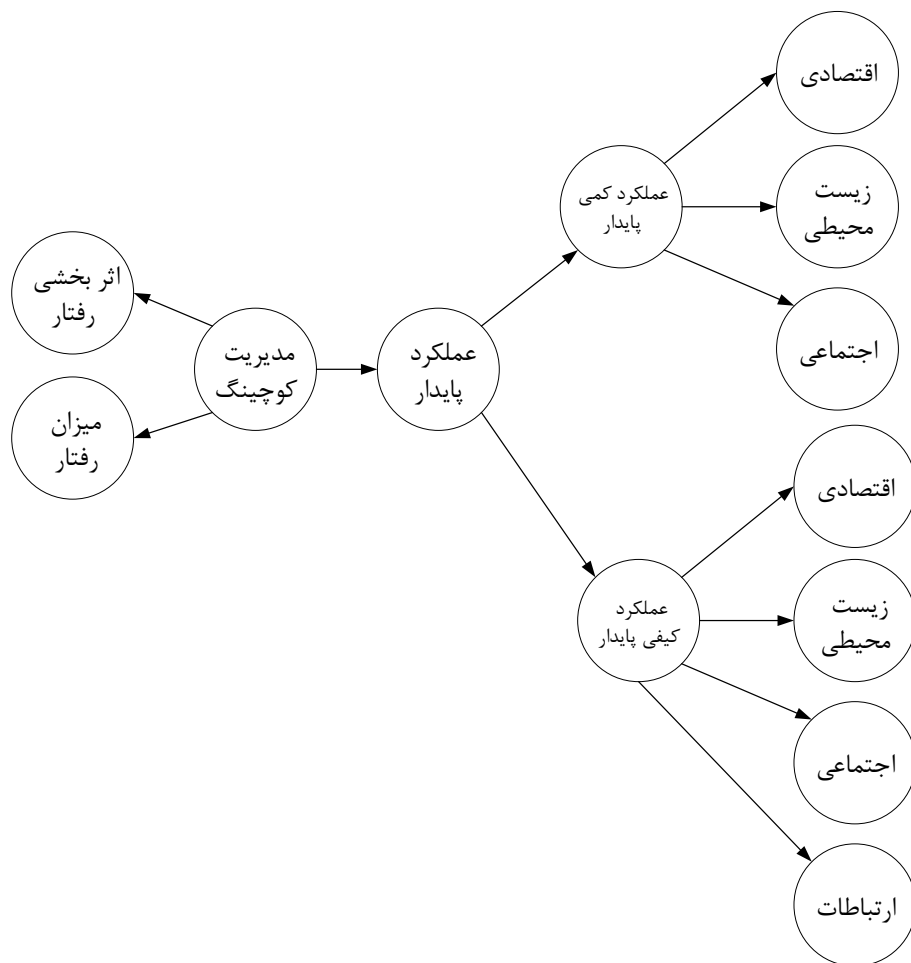 اقتصادی
عملکرد کمی
پایدار
زیست
محیطی
اجتماعی
اثر بخشی
رفتار
مدیریت
کوچینگ
عملکرد
پایدار
میزان
رفتار
اقتصادی
عملکرد
کیفی پایدار
زیست
محیطی
اجتماعی
ارتباطات